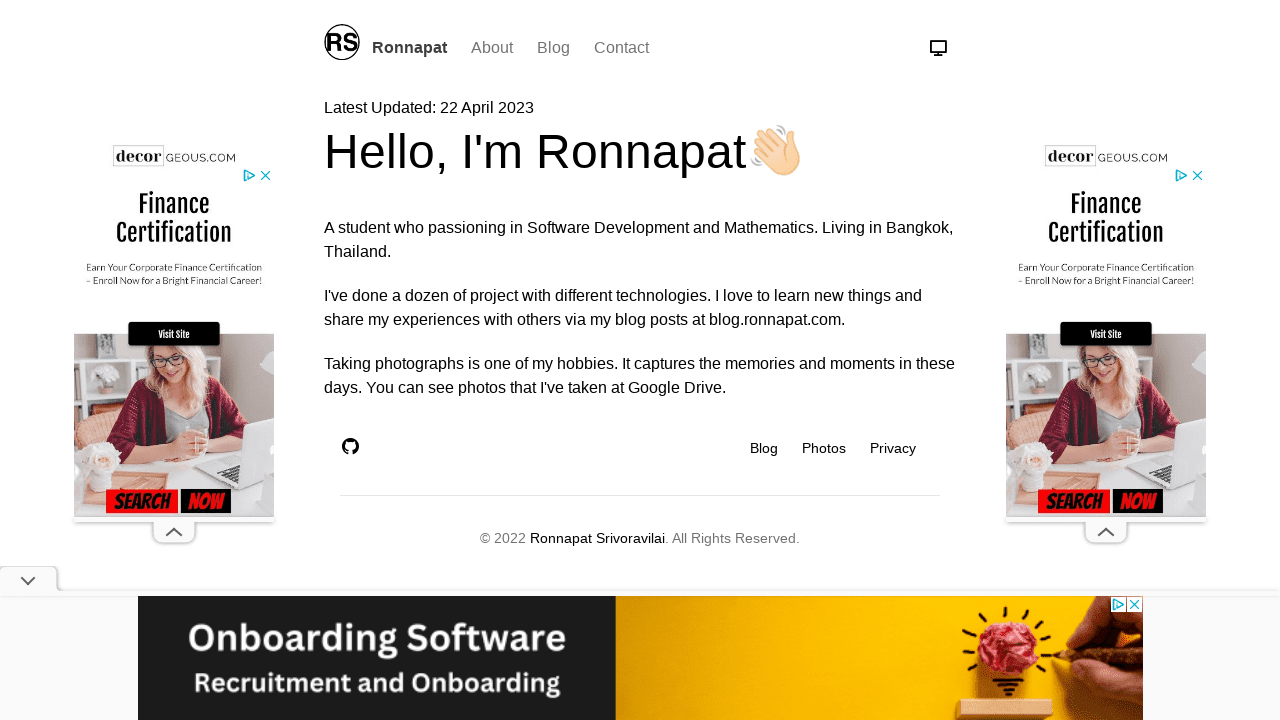 RS Ronnapat About Blog Contact
Latest Updated: 22 April 2023
Hello, I'm Ronnapat
A student who passioning in Software Development and Mathematics. Living in Bangkok,
Thailand.
I've done a dozen of project with different technologies. I love to learn new things and
share my experiences with others via my blog posts at blog.ronnapat.com.
Taking photographs is one of my hobbies. It captures the memories and moments in these
days. You can see photos that I've taken at Google Drive.
Blog Photos Privacy
© 2022 Ronnapat Srivoravilai. All Rights Reserved.
decor GEOUS.COM
Finance
Certification
Earn Your Corporate Finance Certification
– Enroll Now for a Bright Financial Career!
Visit Site
SEARCH NOW
decor GEOUS.COM
Finance
Certification
Earn Your Corporate Finance Certification
– Enroll Now for a Bright Financial Career!
Visit Site
SEARCH NOW
Onboarding Software
Recruitment and Onboarding